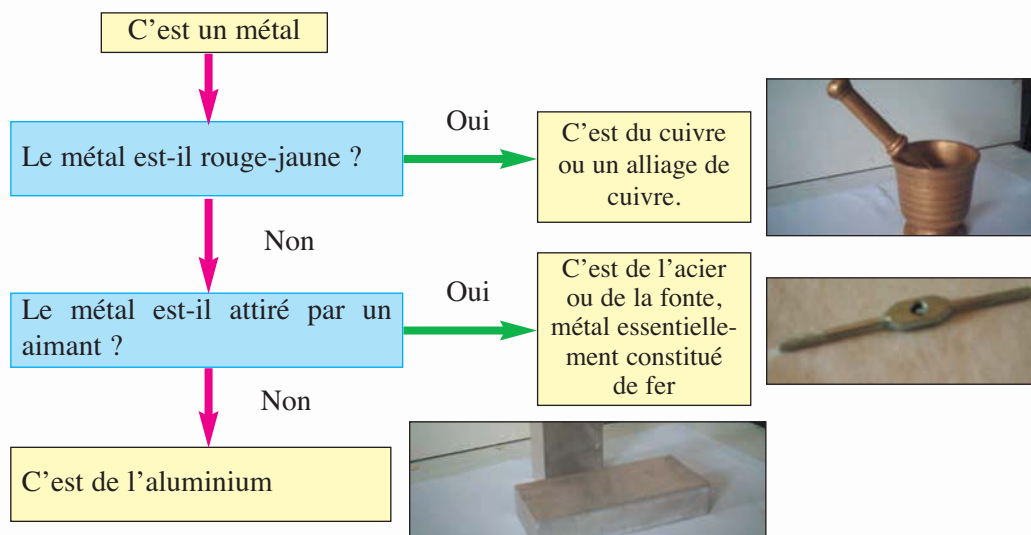 C’est un métal
Le métal est-il rouge-jaune ?
Oui
C’est du cuivre
ou un alliage de
cuivre.
Non
Le métal est-il attiré par un
aimant ?
Oui
C’est de l’acier
ou de la fonte,
métal essentielle-
ment constitué
de fer
Non
C’est de l’aluminium